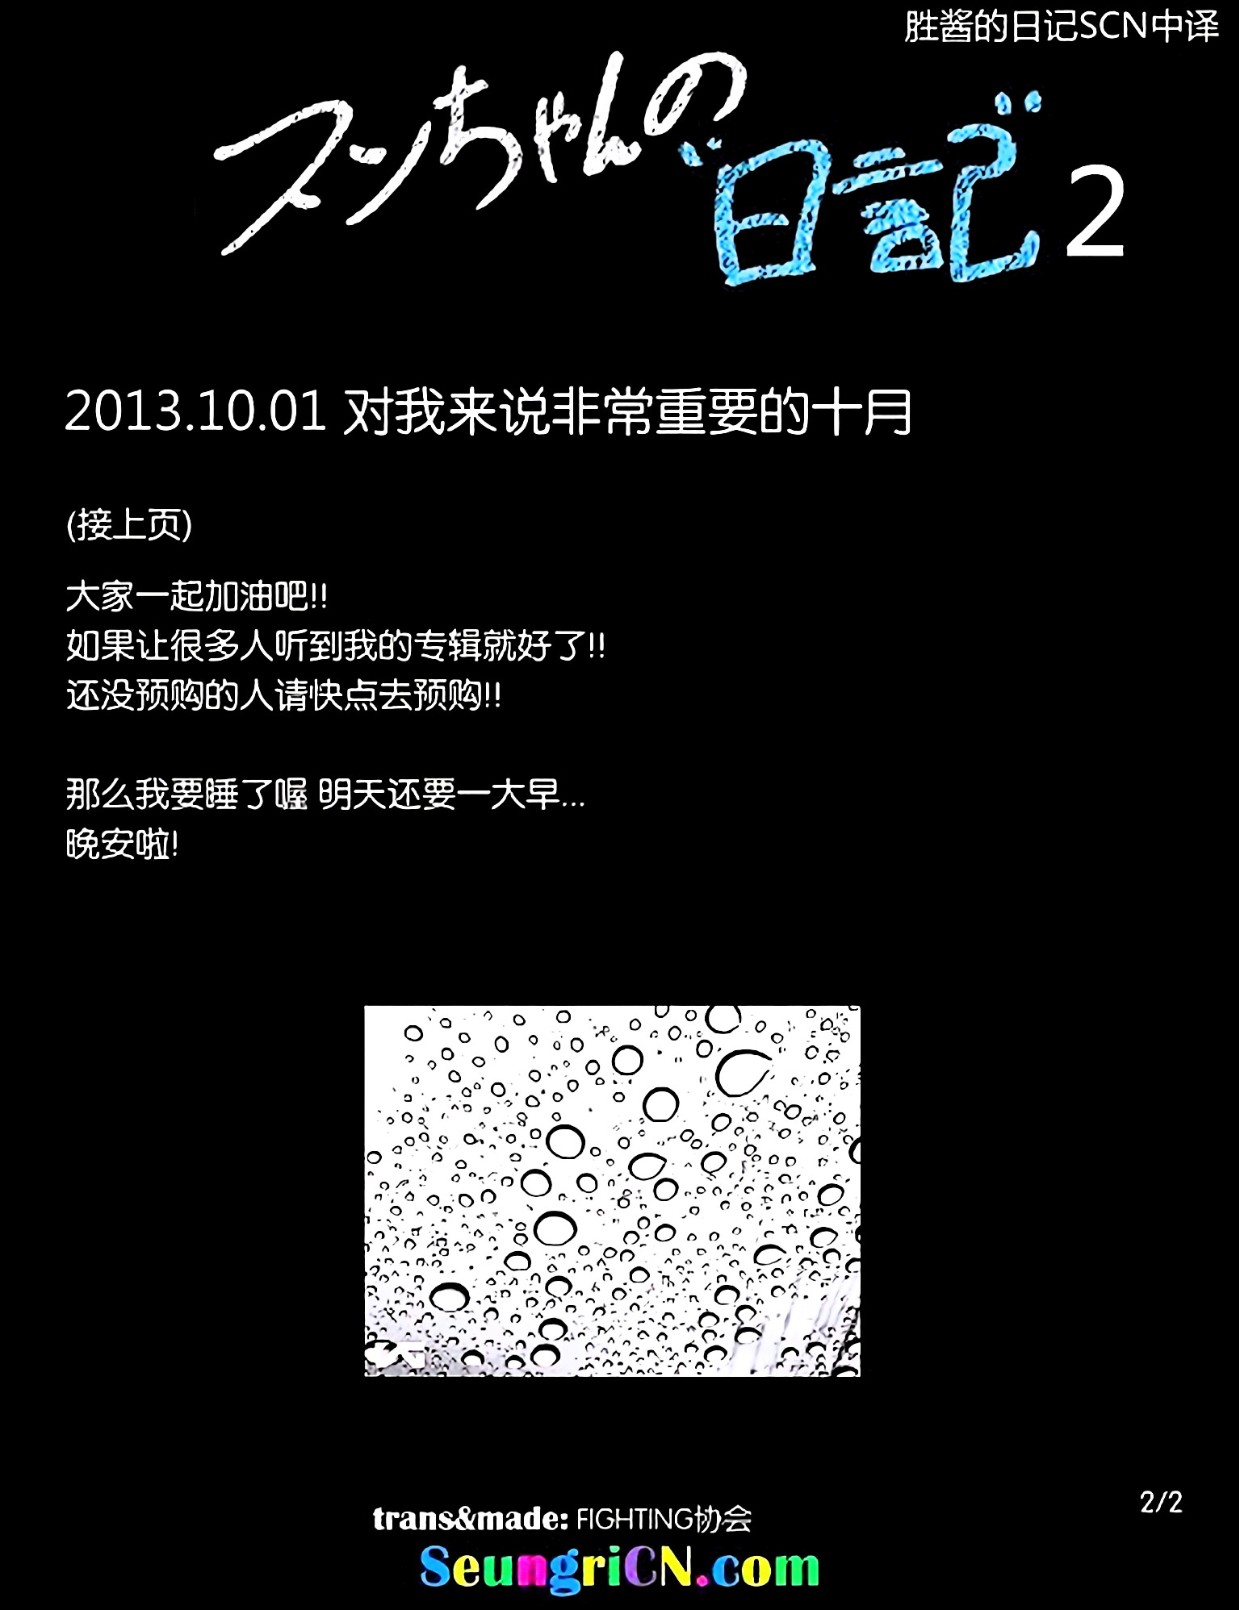 胜酱的日记SCN中译
スンちゃんの
日記2
2013.10.01 对我来说非常重要的十月
(接上页)
大家一起加油吧!!
如果让很多人听到我的专辑就好了!!
还没预购的人请快点去预购!!
那么我要睡了喔 明天还要一大早...
晚安啦!
2/2
trans&made: FIGHTING协会
SeungriCN.com